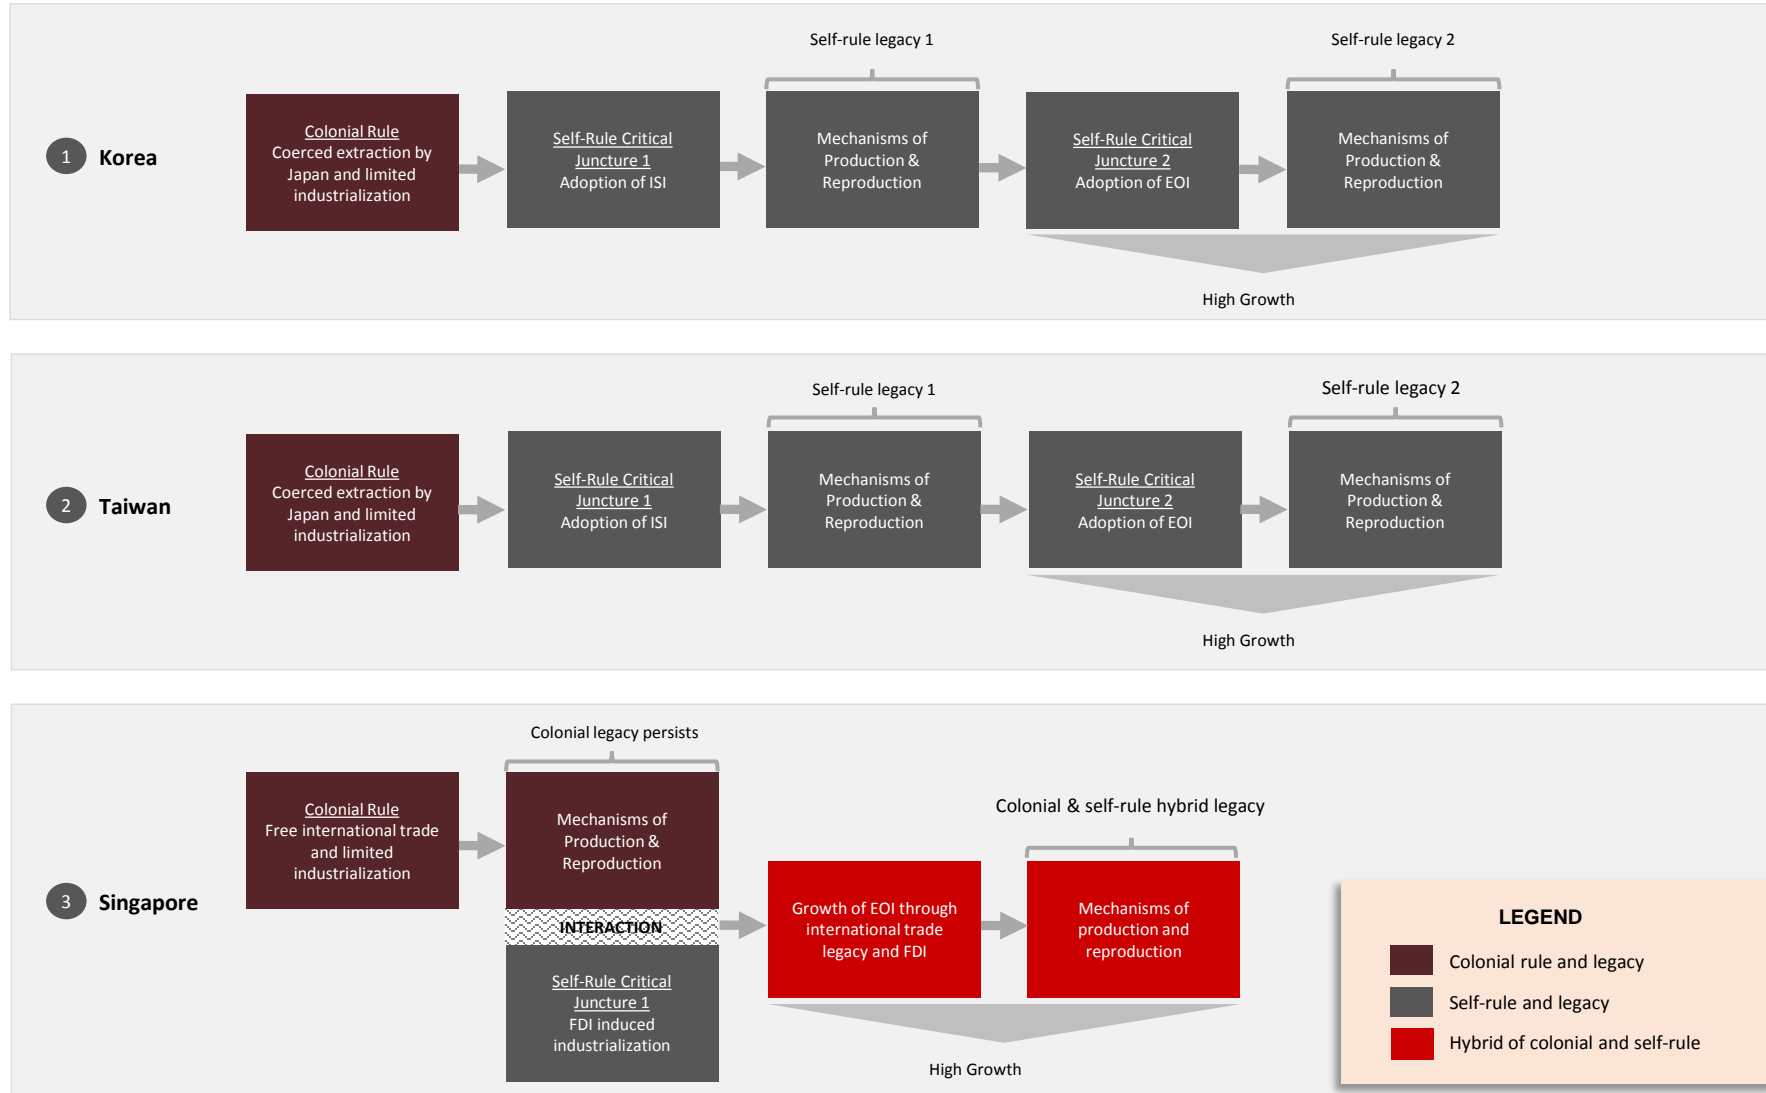 Self-rule legacy 1
Self-rule legacy 2
1
Korea
Colonial Rule
Coerced extraction by
Japan and limited
industrialization
Self-Rule Critical
Juncture 1
Adoption of ISI
Mechanisms of
Production &
Reproduction
Self-Rule Critical
Juncture 2
Adoption of EOI
Mechanisms of
Production &
Reproduction
High Growth
Self-rule legacy 1
Self-rule legacy 2
2
Taiwan
Colonial Rule
Coerced extraction by
Japan and limited
industrialization
Self-Rule Critical
Juncture 1
Adoption of ISI
Mechanisms of
Production &
Reproduction
Self-Rule Critical
Juncture 2
Adoption of EOI
Mechanisms of
Production &
Reproduction
High Growth
Colonial legacy persists
3
Singapore
Colonial Rule
Free international trade
and limited
industrialization
Mechanisms of
Production &
Reproduction
INTERACTION
Self-Rule Critical
Juncture 1
FDI induced
industrialization
Growth of EOI through
international trade
legacy and FDI
Colonial & self-rule hybrid legacy
Mechanisms of
production and
reproduction
High Growth
LEGEND
Colonial rule and legacy
Self-rule and legacy
Hybrid of colonial and self-rule